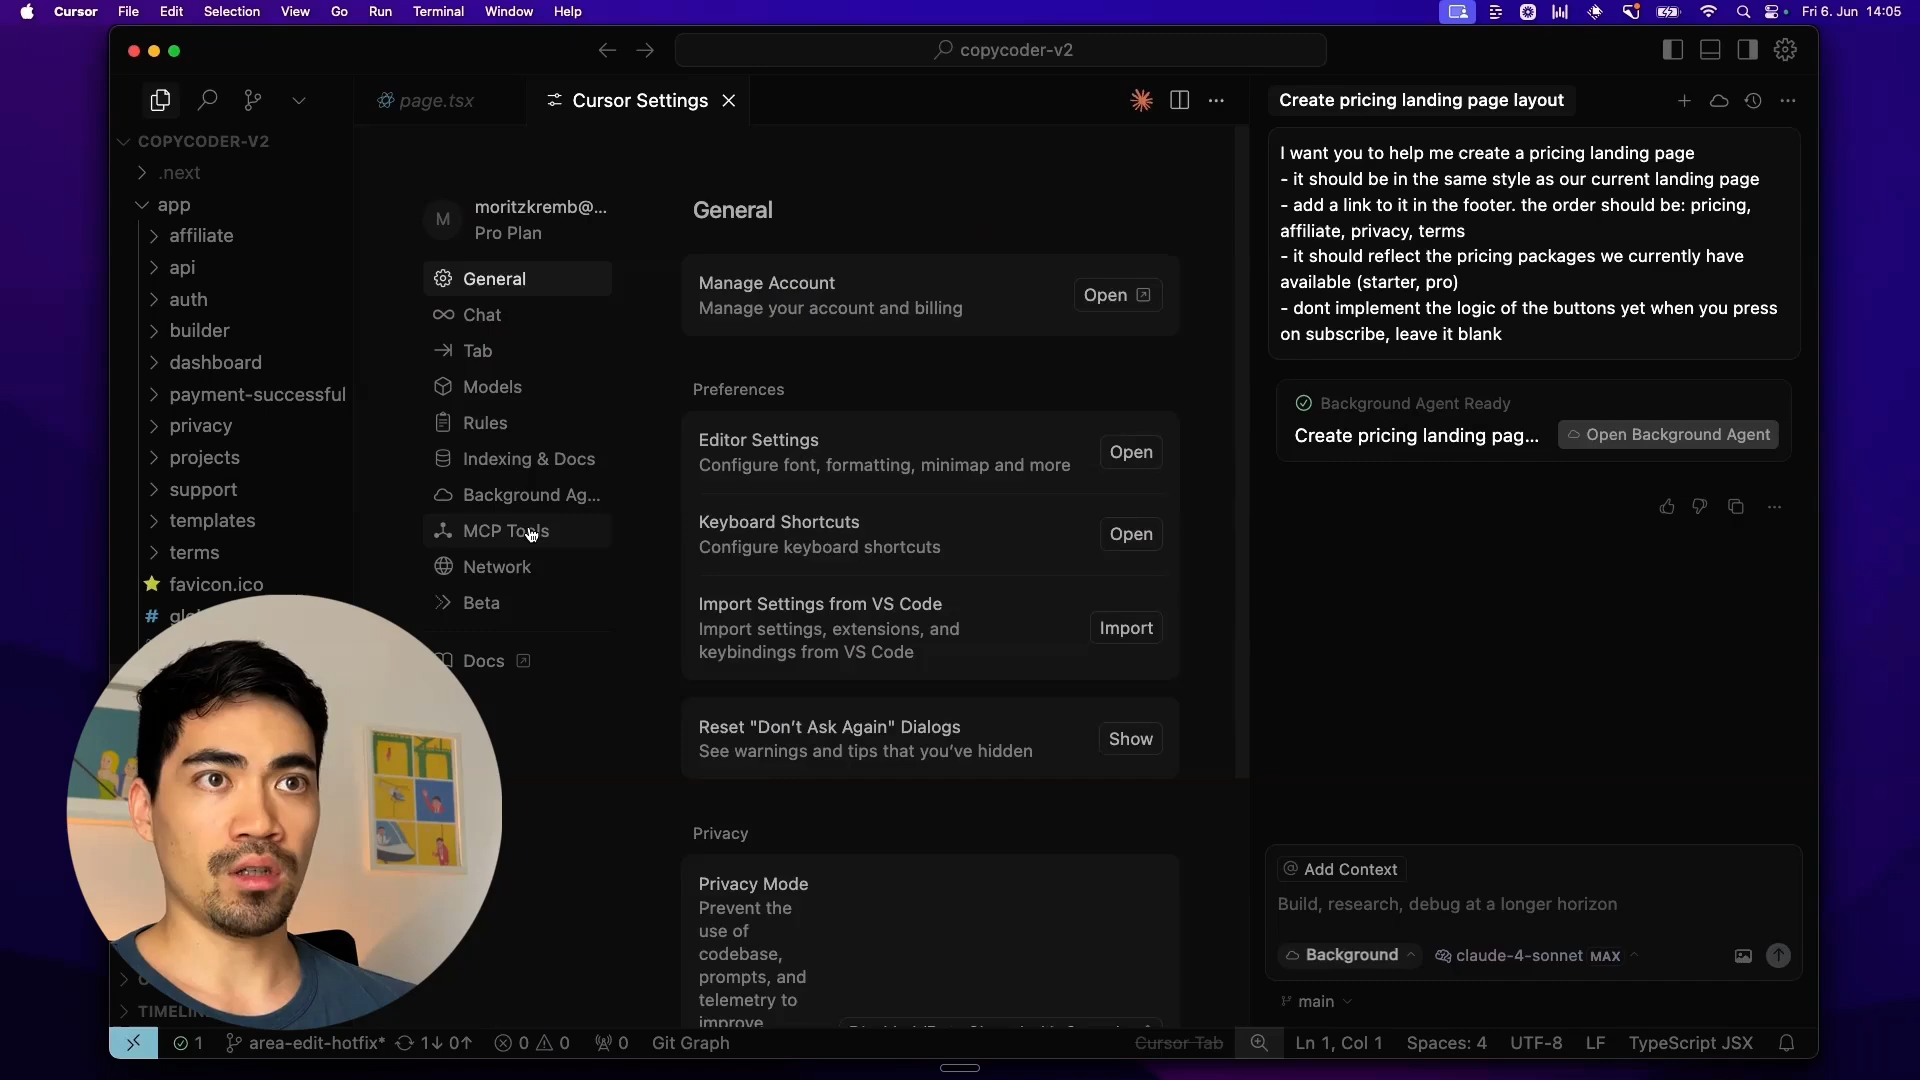 Cursor File Edit Selection View Go Run Terminal Window Help
Fri 6. Jun 14:05
copycoder-v2
page.tsx
Cursor Settings
COPYCODER-V2
.next
app
affiliate
api
auth
builder
dashboard
payment-successful
privacy
projects
support
templates
terms
favicon.ico
TIMELIN
M
moritzkremb@...
Pro Plan
General
Chat
Tab
Models
Rules
Indexing & Docs
Background Ag...
MCP Tools
Network
Beta
Docs
General
Manage Account
Manage your account and billing
Open
Preferences
Editor Settings
Configure font, formatting, minimap and more
Open
Keyboard Shortcuts
Configure keyboard shortcuts
Open
Import Settings from VS Code
Import settings, extensions, and
keybindings from VS Code
Import
Reset "Don't Ask Again" Dialogs
See warnings and tips that you've hidden
Show
Privacy
Privacy Mode
Prevent the
use of
codebase,
prompts, and
telemetry to
improve
Create pricing landing page layout
I want you to help me create a pricing landing page
- it should be in the same style as our current landing page
- add a link to it in the footer. the order should be: pricing,
affiliate, privacy, terms
- it should reflect the pricing packages we currently have
available (starter, pro)
- dont implement the logic of the buttons yet when you press
on subscribe, leave it blank
Background Agent Ready
Create pricing landing pag...
Open Background Agent
@ Add Context
Build, research, debug at a longer horizon
Background
claude-4-sonnet MAX
main
1 area-edit-hotfix* 1↓ 0↑ 0 0 0 Git Graph
Cursor Tab Ln 1, Col 1 Spaces: 4 UTF-8 LF TypeScript JSX